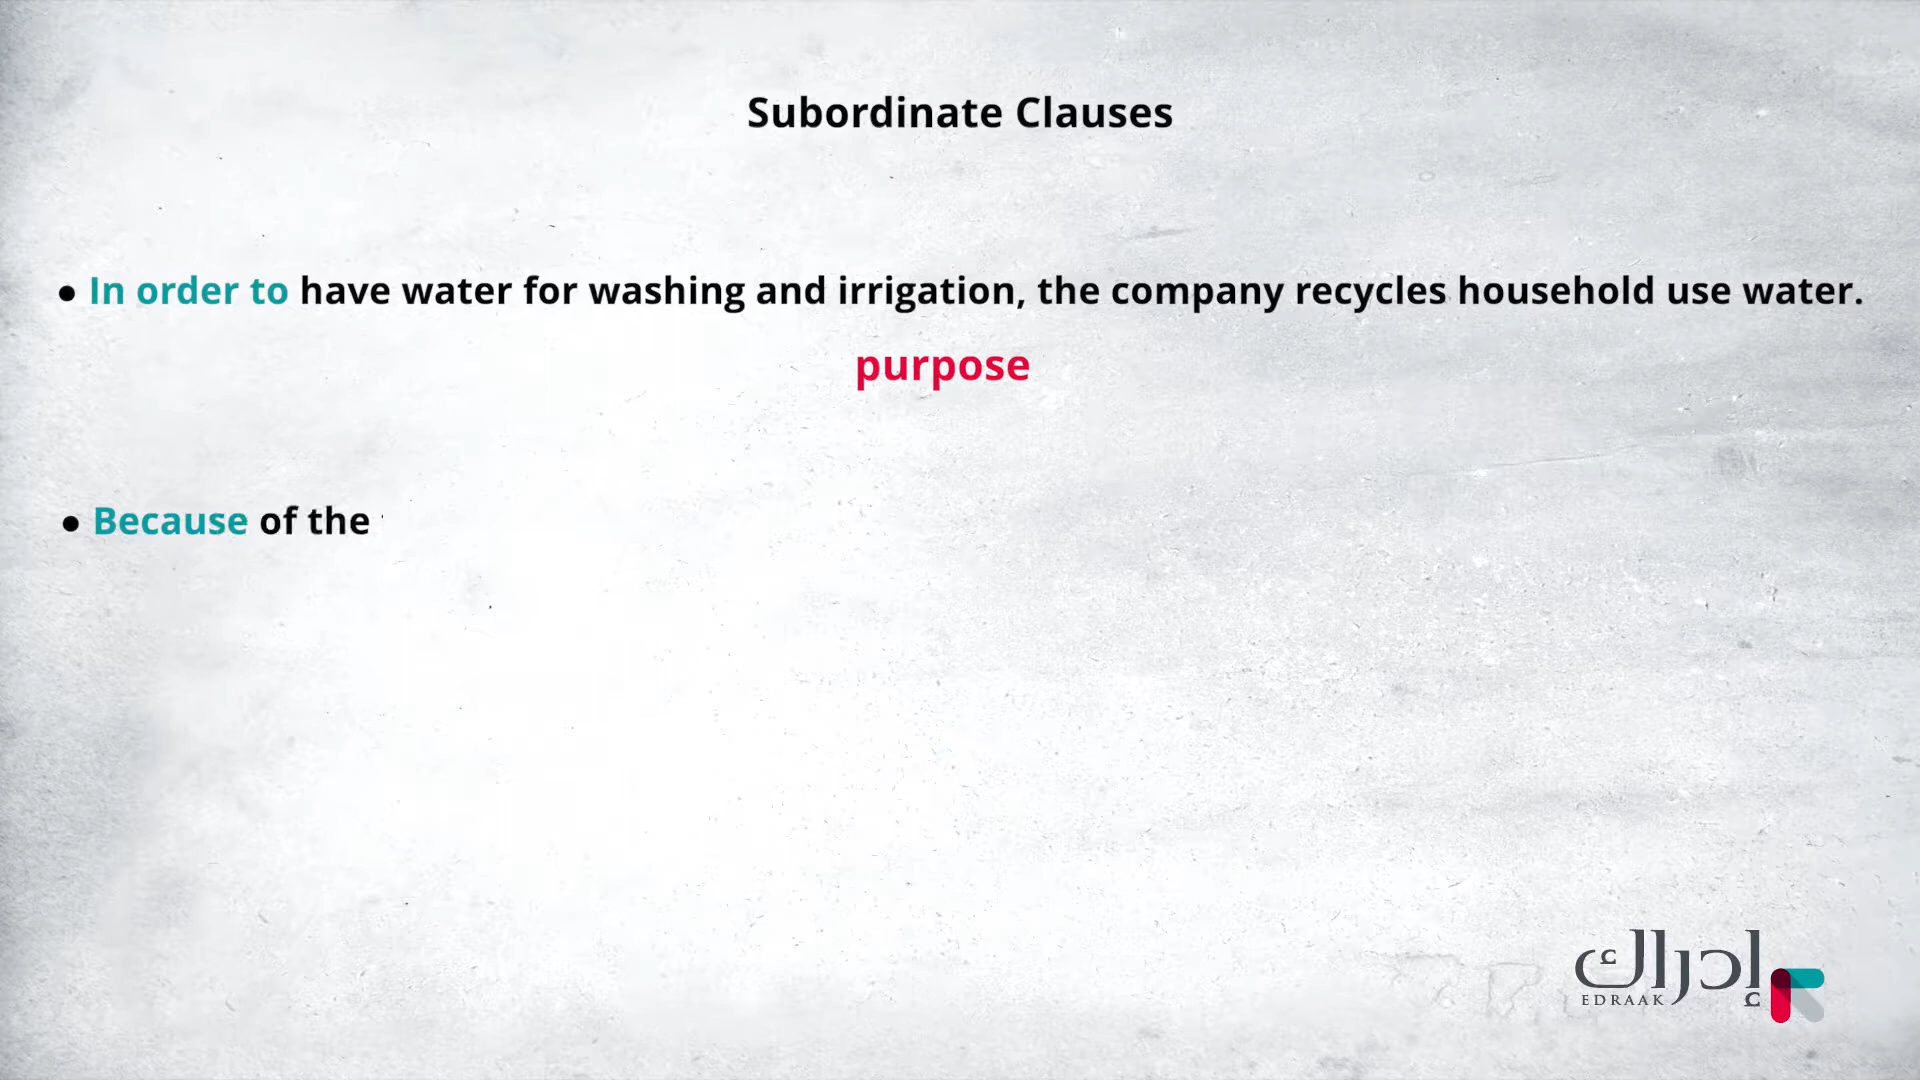 Subordinate Clauses
• In order to have water for washing and irrigation, the company recycles household use water.
purpose
• Because of the
إدراك
EDRAAK